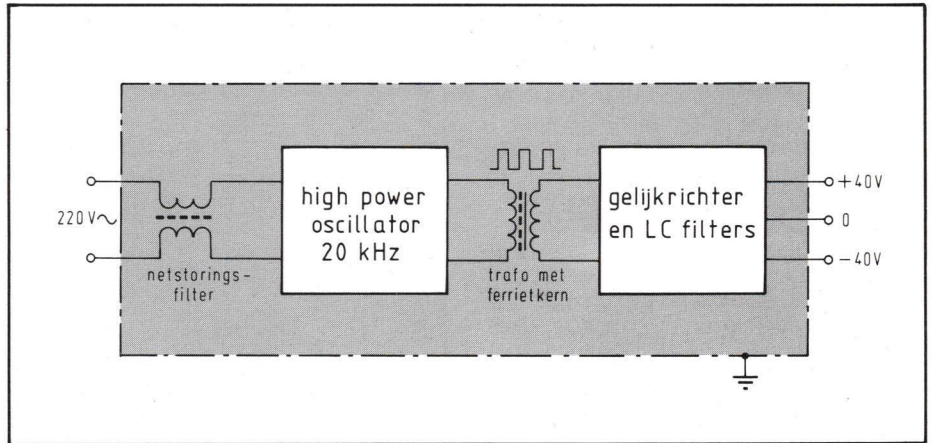 220V~
netstorings-
filter
high power
oscillator
20 kHz
trafo met
ferrietkern
gelijkrichter
en LC filters
+40V
0
-40V